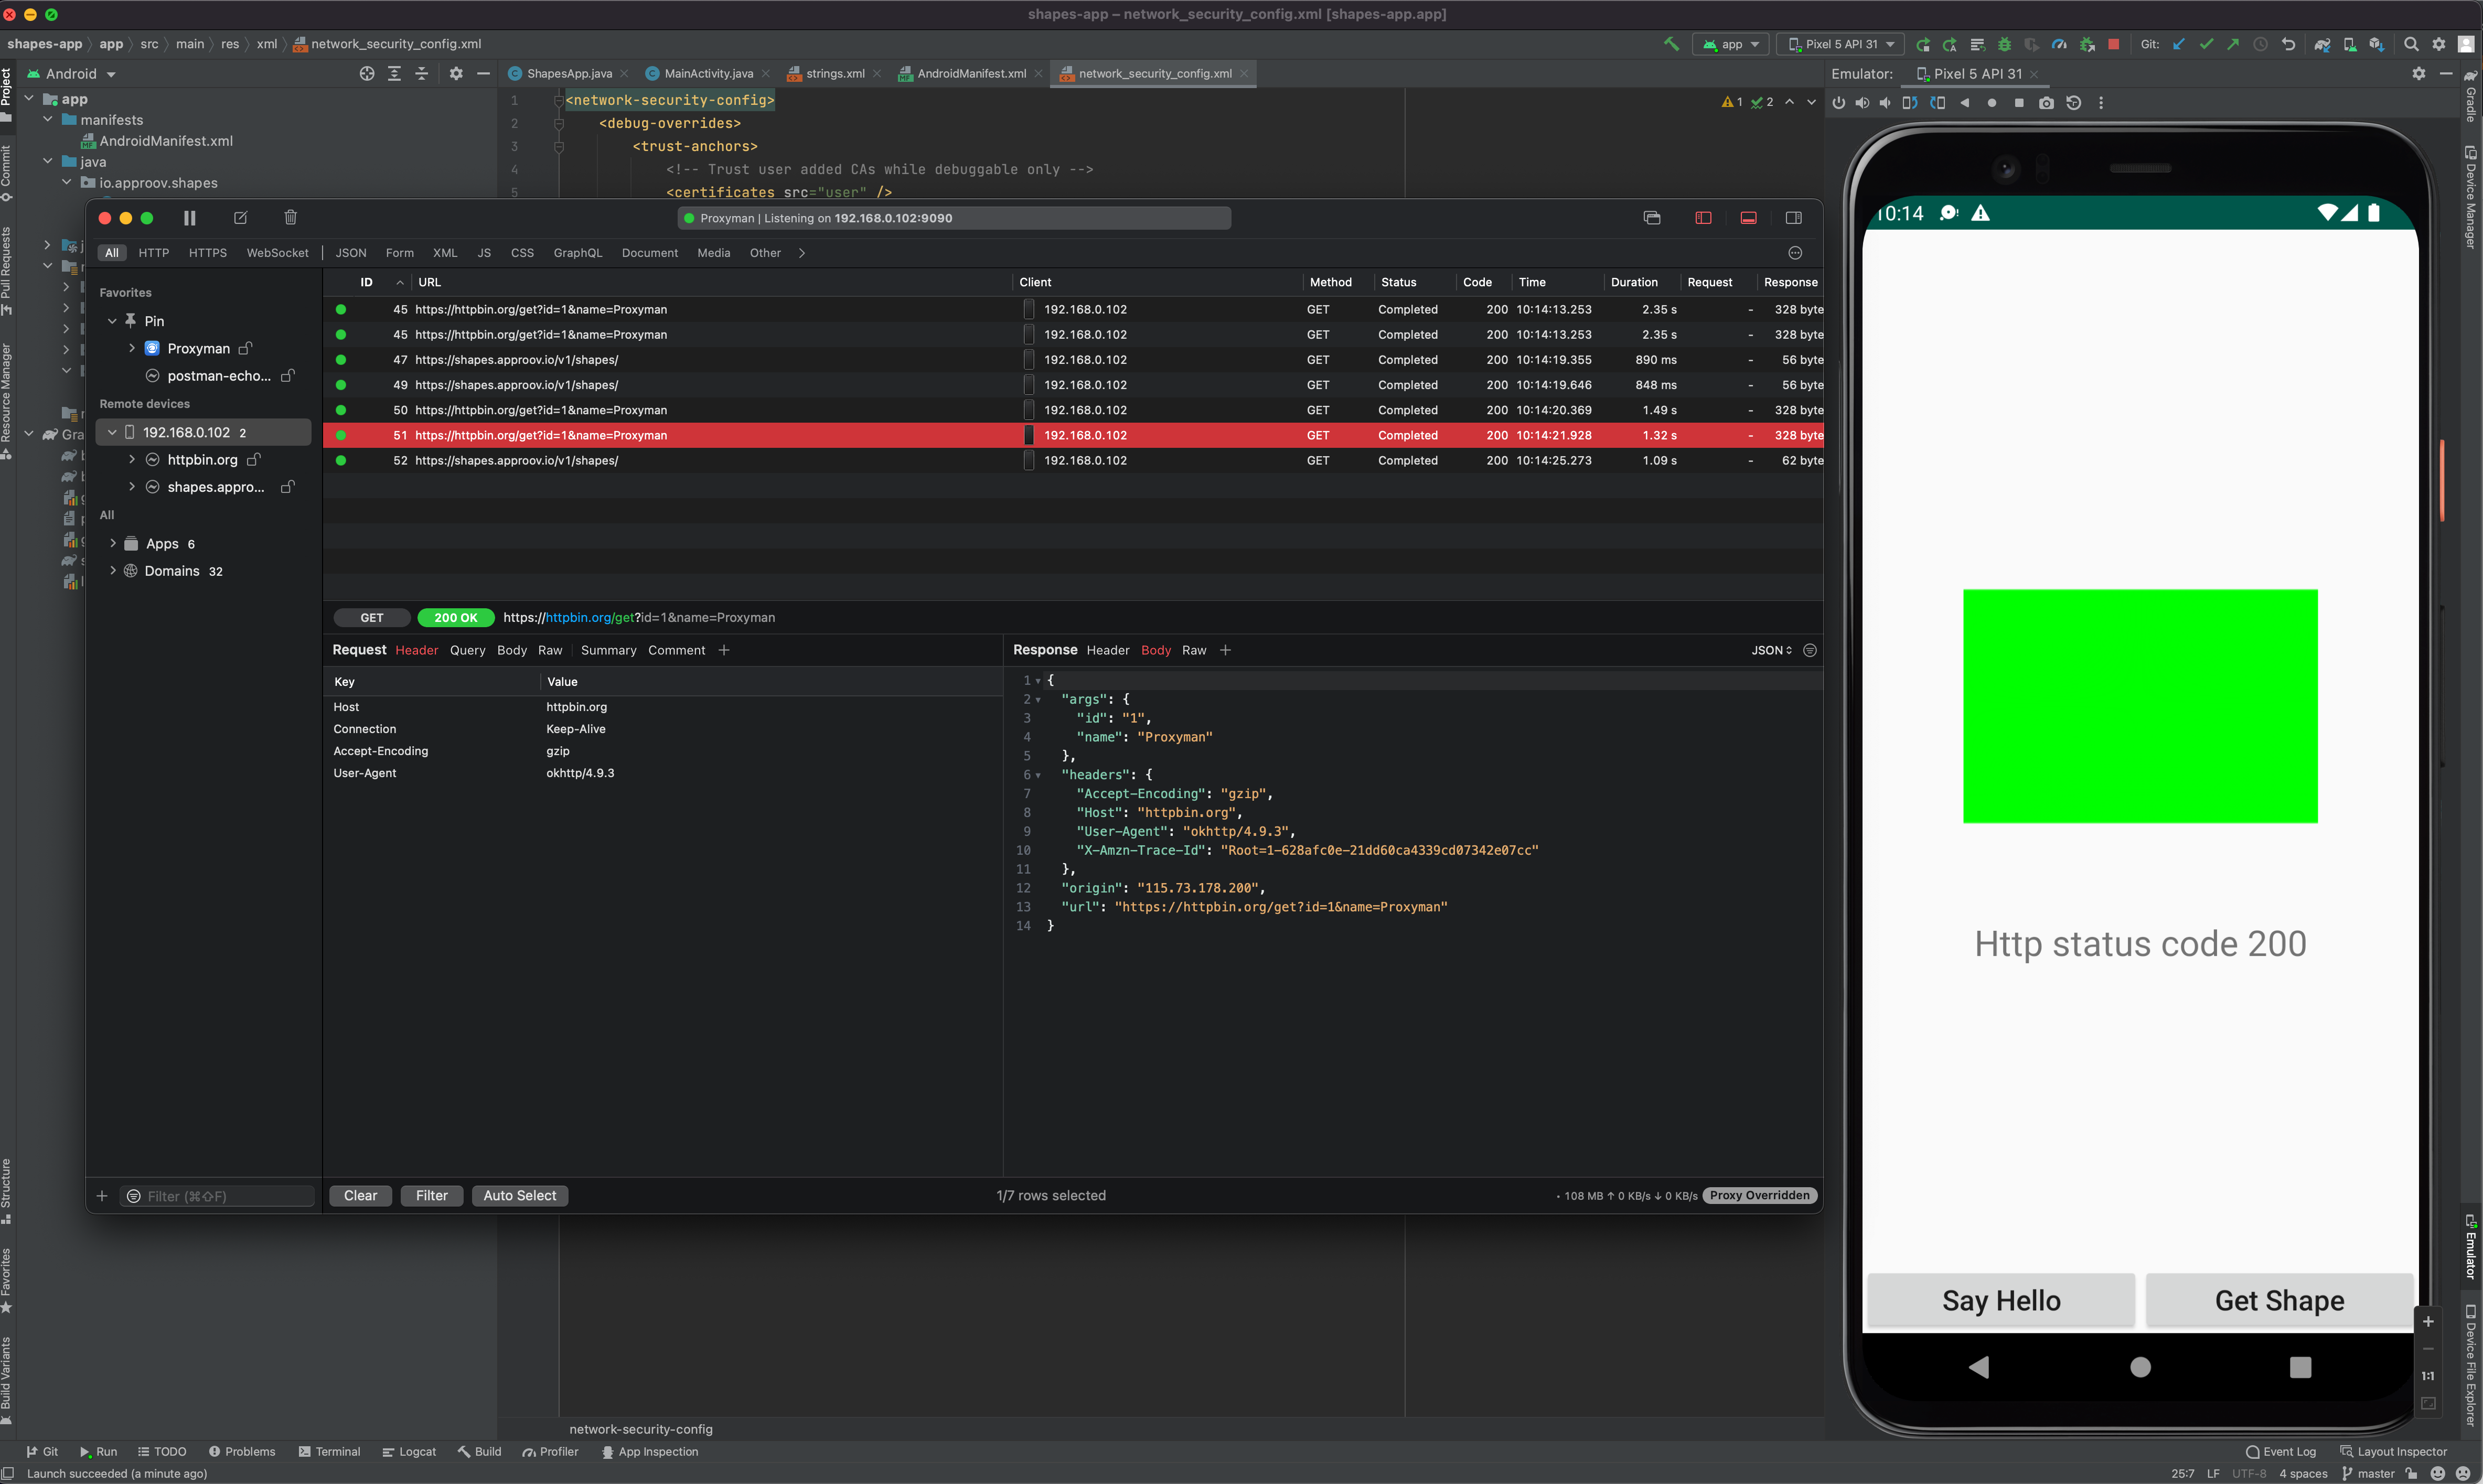 shapes-app – network_security_config.xml [shapes-app.app]
shapes-app app src main res xml network_security_config.xml
app Pixel 5 API 31 Git:
Android
ShapesApp.java MainActivity.java strings.xml AndroidManifest.xml network_security_config.xml
Emulator: Pixel 5 API 31
Project
Commit
Pull Requests
Resource Manager
Structure
Favorites
Build Variants
app
manifests
AndroidManifest.xml
java
io.approov.shapes
Gra
1 <network-security-config>
2 <debug-overrides>
3 <trust-anchors>
4 <!-- Trust user added CAs while debuggable only -->
5 <certificates src="user" />
1 2
Proxyman | Listening on 192.168.0.102:9090
All HTTP HTTPS WebSocket JSON Form XML JS CSS GraphQL Document Media Other
Favorites
Pin
Proxyman
postman-echo...
Remote devices
192.168.0.102 2
httpbin.org
shapes.appro...
All
Apps 6
Domains 32
ID URL Client Method Status Code Time Duration Request Response
45 https://httpbin.org/get?id=1&name=Proxyman 192.168.0.102 GET Completed 200 10:14:13.253 2.35 s - 328 byte
45 https://httpbin.org/get?id=1&name=Proxyman 192.168.0.102 GET Completed 200 10:14:13.253 2.35 s - 328 byte
47 https://shapes.approov.io/v1/shapes/ 192.168.0.102 GET Completed 200 10:14:19.355 890 ms - 56 byte
49 https://shapes.approov.io/v1/shapes/ 192.168.0.102 GET Completed 200 10:14:19.646 848 ms - 56 byte
50 https://httpbin.org/get?id=1&name=Proxyman 192.168.0.102 GET Completed 200 10:14:20.369 1.49 s - 328 byte
51 https://httpbin.org/get?id=1&name=Proxyman 192.168.0.102 GET Completed 200 10:14:21.928 1.32 s - 328 byte
52 https://shapes.approov.io/v1/shapes/ 192.168.0.102 GET Completed 200 10:14:25.273 1.09 s - 62 byte
GET 200 OK https://httpbin.org/get?id=1&name=Proxyman
Request Header Query Body Raw Summary Comment
Key Value
Host httpbin.org
Connection Keep-Alive
Accept-Encoding gzip
User-Agent okhttp/4.9.3
Response Header Body Raw JSON
1 {
2 "args": {
3 "id": "1",
4 "name": "Proxyman"
5 },
6 "headers": {
7 "Accept-Encoding": "gzip",
8 "Host": "httpbin.org",
9 "User-Agent": "okhttp/4.9.3",
10 "X-Amzn-Trace-Id": "Root=1-628afc0e-21dd60ca4339cd07342e07cc"
11 },
12 "origin": "115.73.178.200",
13 "url": "https://httpbin.org/get?id=1&name=Proxyman"
14 }
Filter (⌘⇧F)
Clear Filter Auto Select
1/7 rows selected
• 108 MB ↑ 0 KB/s ↓ 0 KB/s Proxy Overridden
10:14
Http status code 200
Say Hello Get Shape
1:1
Gradle
Device Manager
Emulator
Device File Explorer
network-security-config
Git Run TODO Problems Terminal Logcat Build Profiler App Inspection
Event Log Layout Inspector
Launch succeeded (a minute ago)
25:7 LF UTF-8 4 spaces master